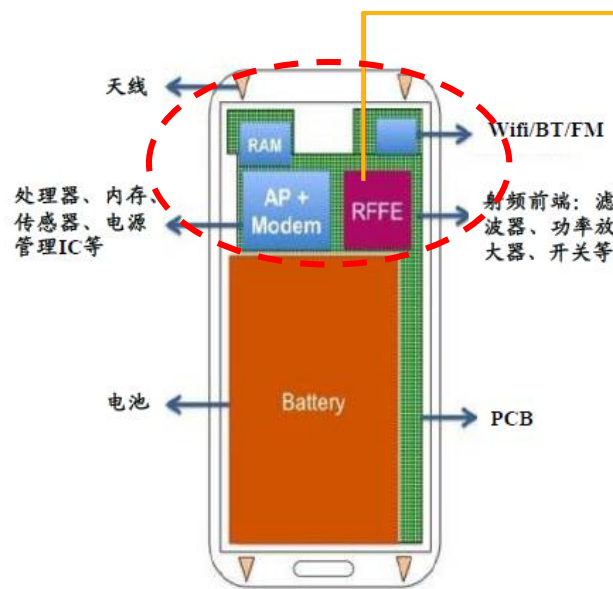 天线
RAM
Wifi/BT/FM
处理器、内存、
传感器、电源
管理IC等
AP +
Modem
RFFE
射频前端：滤
波器、功率放
大器、开关等
电池
Battery
PCB